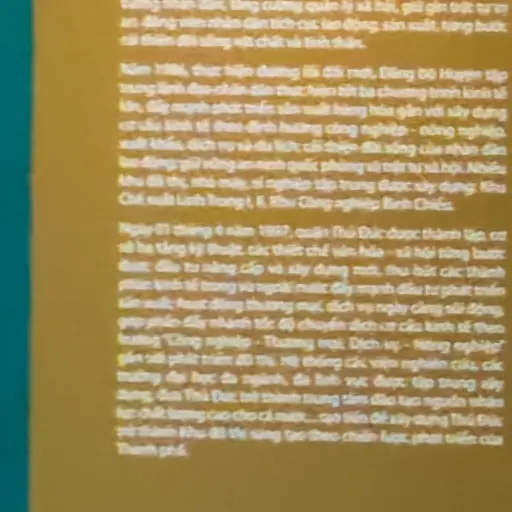 cường quản lý xã hội, giữ gìn trật tự trị
an, động viên nhân dân tích cực lao động, sản xuất, từng bước
cải thiện đời sống vật chất và tinh thần.
Năm 1986, thực hiện đường lối đổi mới, Đảng bộ Huyện tập
trung lãnh đạo nhân dân thực hiện tốt ba chương trình kinh tế
lớn, đẩy mạnh phát triển sản xuất hàng hóa gắn với xây dựng
cơ cấu kinh tế theo định hướng công nghiệp - nông nghiệp,
xuất khẩu, dịch vụ và du lịch, cải thiện đời sống của nhân dân
lao động, giữ vững an ninh quốc phòng và trật tự xã hội. Nhiều
khu đô thị, nhà máy, xí nghiệp tập trung được xây dựng: Khu
Chế xuất Linh Trung I, II, Khu Công nghiệp Bình Chiểu.
Ngày 01 tháng 4 năm 1997, quận Thủ Đức được thành lập, cơ
sở hạ tầng kỹ thuật, các thiết chế văn hóa - xã hội từng bước
được đầu tư nâng cấp và xây dựng mới, thu hút các thành
phần kinh tế trong và ngoài nước đẩy mạnh đầu tư phát triển
sản xuất, hoạt động thương mại, dịch vụ ngày càng sôi động,
góp phần đẩy nhanh tốc độ chuyển dịch cơ cấu kinh tế theo
hướng "Công nghiệp - Thương mại, Dịch vụ - Nông nghiệp"
gắn với phát triển đô thị. Hệ thống các viện nghiên cứu, các
trường đại học đa ngành, đa lĩnh vực được tập trung xây
dựng, đưa Thủ Đức trở thành trung tâm đào tạo nguồn nhân
lực chất lượng cao cho cả nước... tạo tiền đề xây dựng Thủ Đức
trở thành Khu đô thị sáng tạo theo chiến lược phát triển của
Thành phố.